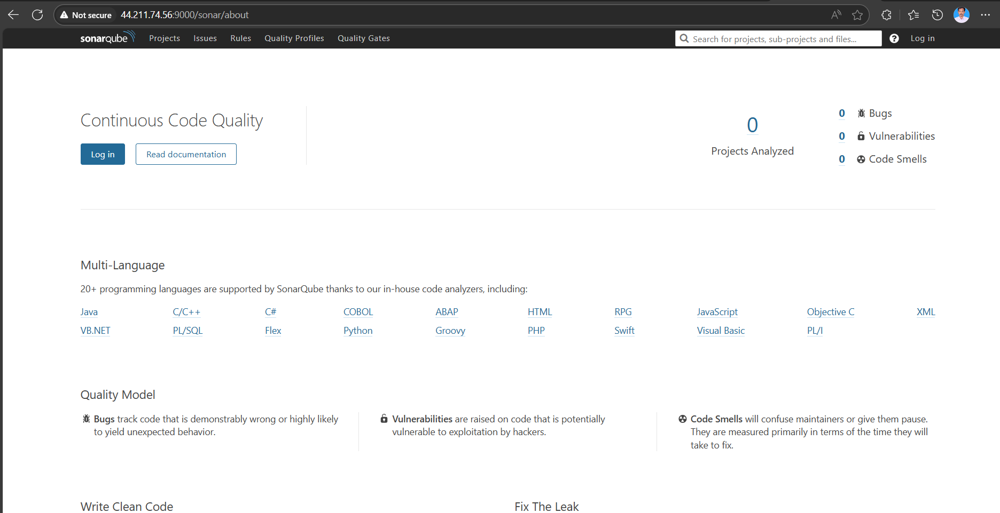 Not secure 44.211.74.56:9000/sonar/about
sonarqube Projects Issues Rules Quality Profiles Quality Gates Search for projects, sub-projects and files... ? Log in
Continuous Code Quality
Log in Read documentation
0
Projects Analyzed
0 Bugs
0 Vulnerabilities
0 Code Smells
Multi-Language
20+ programming languages are supported by SonarQube thanks to our in-house code analyzers, including:
Java C/C++ C# COBOL ABAP HTML RPG JavaScript Objective C XML
VB.NET PL/SQL Flex Python Groovy PHP Swift Visual Basic PL/I
Quality Model
Bugs track code that is demonstrably wrong or highly likely
to yield unexpected behavior.
Vulnerabilities are raised on code that is potentially
vulnerable to exploitation by hackers.
Code Smells will confuse maintainers or give them pause.
They are measured primarily in terms of the time they will
take to fix.
Write Clean Code
Fix The Leak